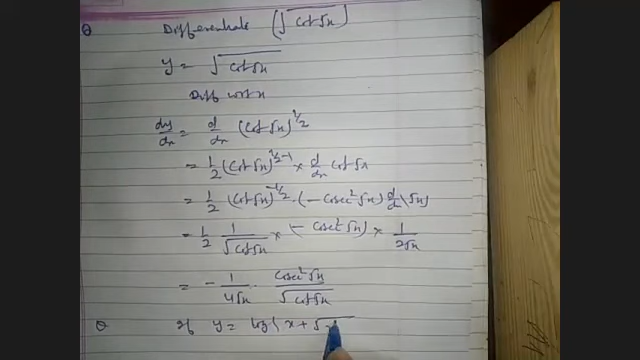 Q Differentiate (√cot√x)
y = √cot√x
Diff wrt x
dy/dx = d/dx (cot√x)^1/2
= 1/2 (cot√x)^1/2-1 × d/dx cot√x
= 1/2 (cot√x)^-1/2 · (-cosec²√x) d/dx (√x)
= 1/2 1/√cot√x × (-cosec²√x) × 1/2√x
= - 1/4√x · cosec²√x/√cot√x
Q If y = log( x + √